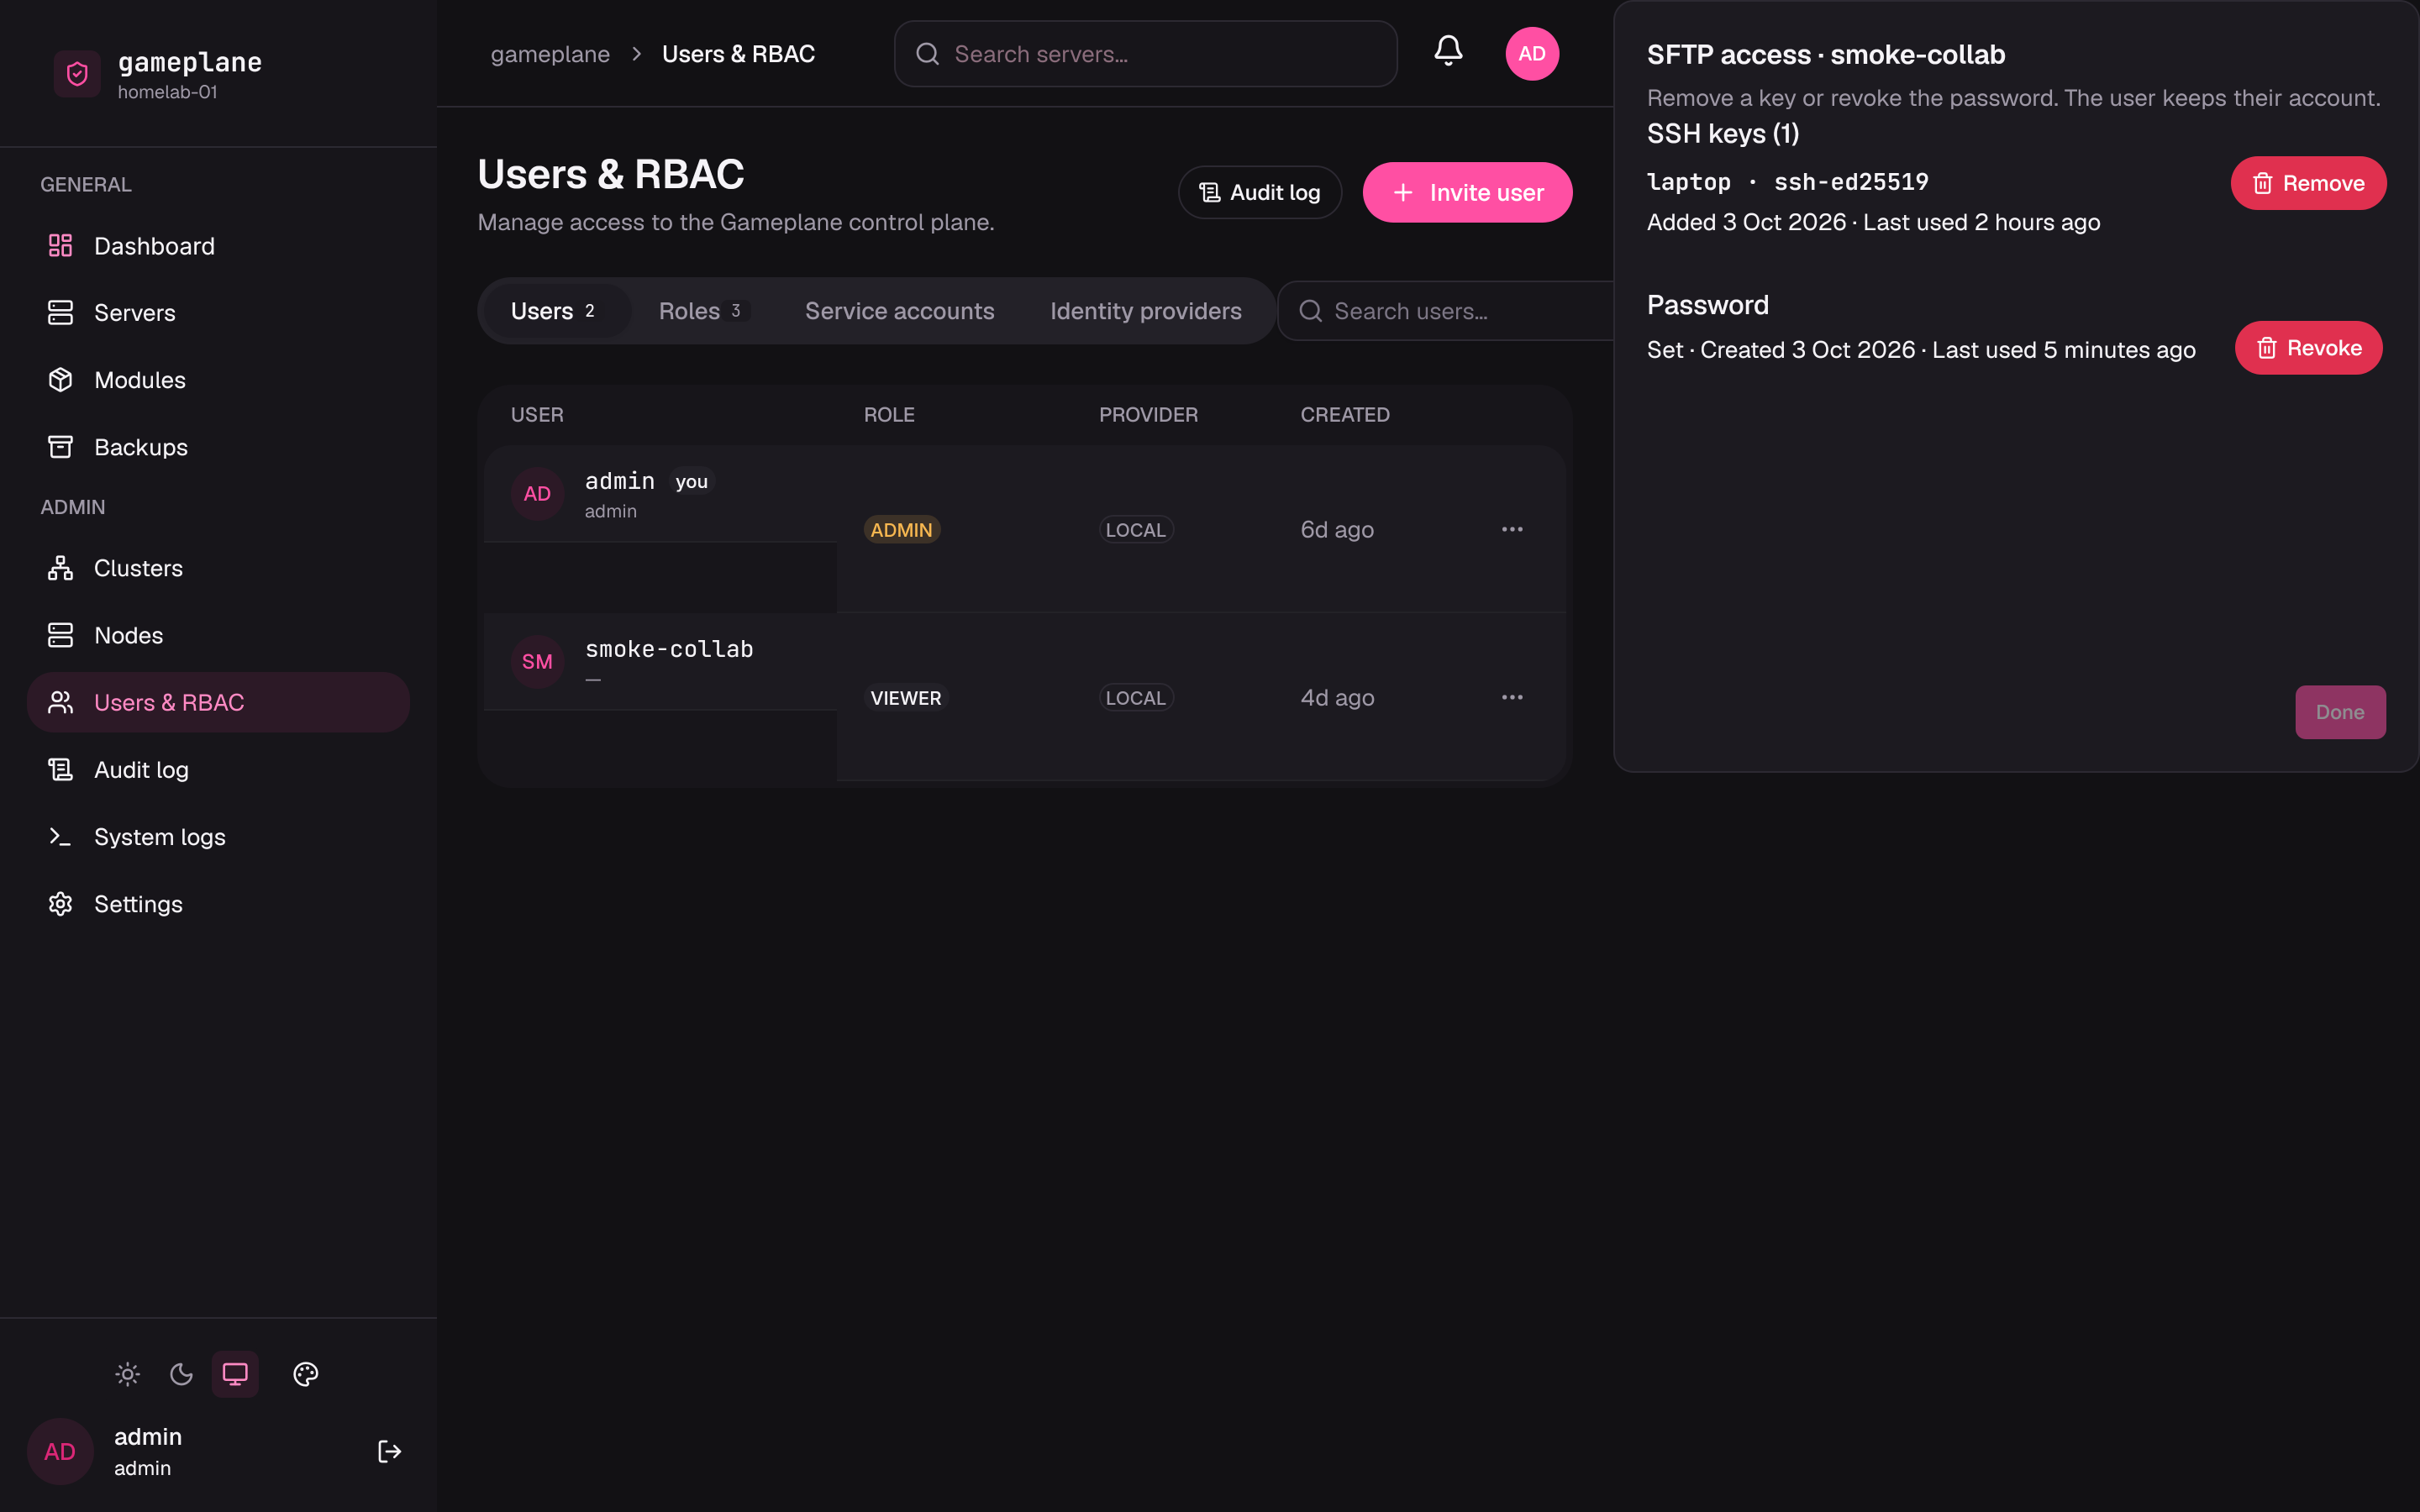 gameplane
homelab-01
GENERAL
Dashboard
Servers
Modules
Backups
ADMIN
Clusters
Nodes
Users & RBAC
Audit log
System logs
Settings
AD
admin
admin
gameplane > Users & RBAC
Search servers...
AD
Users & RBAC
Manage access to the Gameplane control plane.
Audit log
Invite user
Users 2
Roles 3
Service accounts
Identity providers
Search users...
USER ROLE PROVIDER CREATED
AD admin you
admin
ADMIN LOCAL 6d ago
SM smoke-collab
—
VIEWER LOCAL 4d ago
SFTP access · smoke-collab
Remove a key or revoke the password. The user keeps their account.
SSH keys (1)
laptop · ssh-ed25519
Remove
Added 3 Oct 2026 · Last used 2 hours ago
Password
Set · Created 3 Oct 2026 · Last used 5 minutes ago
Revoke
Done